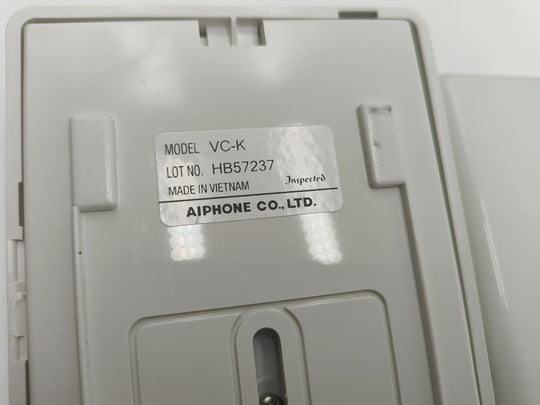 MODEL VC-K
LOT NO. HB57237
MADE IN VIETNAM Inspected
AIPHONE CO., LTD.